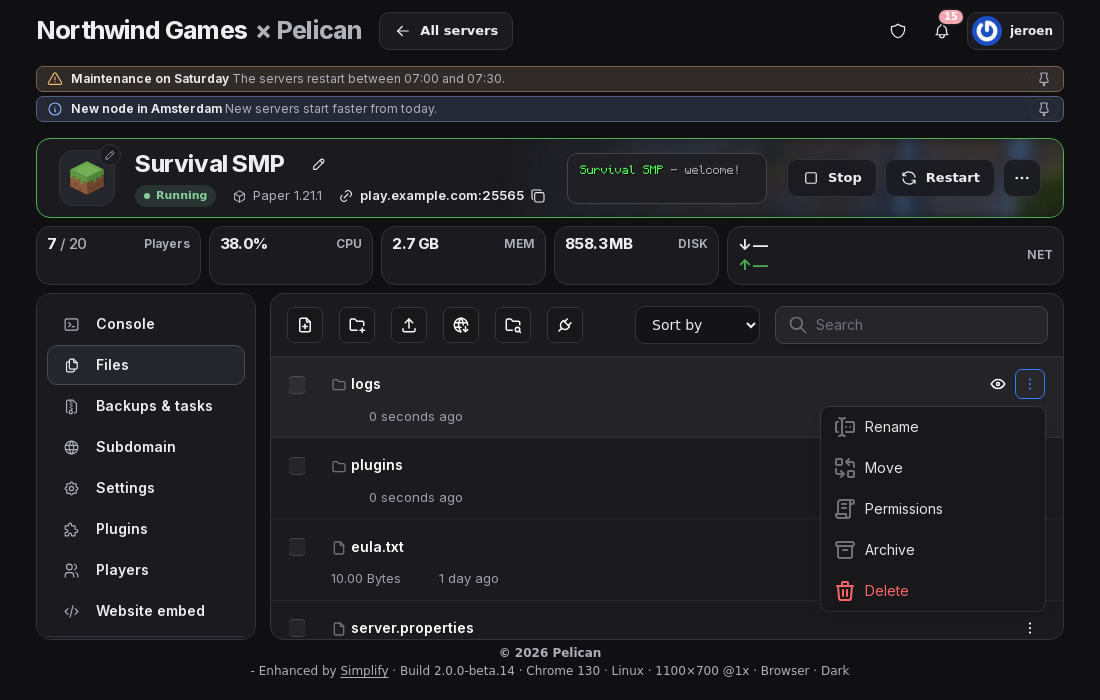 Northwind Games × Pelican
All servers
15
jeroen
Maintenance on Saturday The servers restart between 07:00 and 07:30.
New node in Amsterdam New servers start faster from today.
Survival SMP
Running
Paper 1.21.1
play.example.com:25565
Survival SMP — welcome!
Stop
Restart
7 / 20
Players
38.0%
CPU
2.7 GB
MEM
858.3 MB
DISK
↓—
↑—
NET
Console
Files
Backups & tasks
Subdomain
Settings
Plugins
Players
Website embed
Sort by
Search
logs
0 seconds ago
plugins
0 seconds ago
eula.txt
10.00 Bytes 1 day ago
server.properties
Rename
Move
Permissions
Archive
Delete
© 2026 Pelican
- Enhanced by Simplify · Build 2.0.0-beta.14 · Chrome 130 · Linux · 1100×700 @1x · Browser · Dark